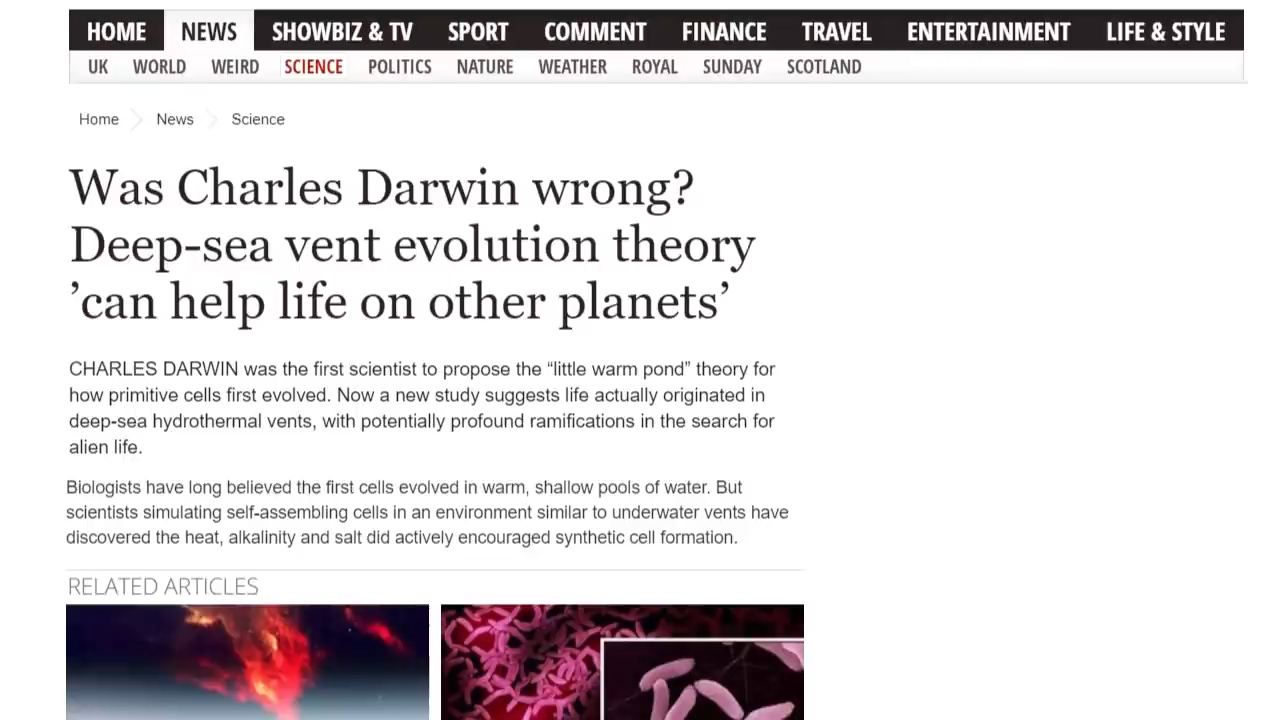 HOME NEWS SHOWBIZ & TV SPORT COMMENT FINANCE TRAVEL ENTERTAINMENT LIFE & STYLE
UK WORLD WEIRD SCIENCE POLITICS NATURE WEATHER ROYAL SUNDAY SCOTLAND
Home News Science
Was Charles Darwin wrong?
Deep-sea vent evolution theory
’can help life on other planets’
CHARLES DARWIN was the first scientist to propose the “little warm pond” theory for
how primitive cells first evolved. Now a new study suggests life actually originated in
deep-sea hydrothermal vents, with potentially profound ramifications in the search for
alien life.
Biologists have long believed the first cells evolved in warm, shallow pools of water. But
scientists simulating self-assembling cells in an environment similar to underwater vents have
discovered the heat, alkalinity and salt did actively encouraged synthetic cell formation.
RELATED ARTICLES